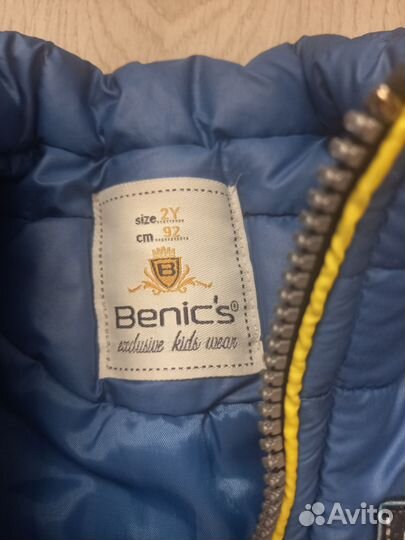 size 2Y
cm 92
B
Benic's®
exclusive kids wear
Avito